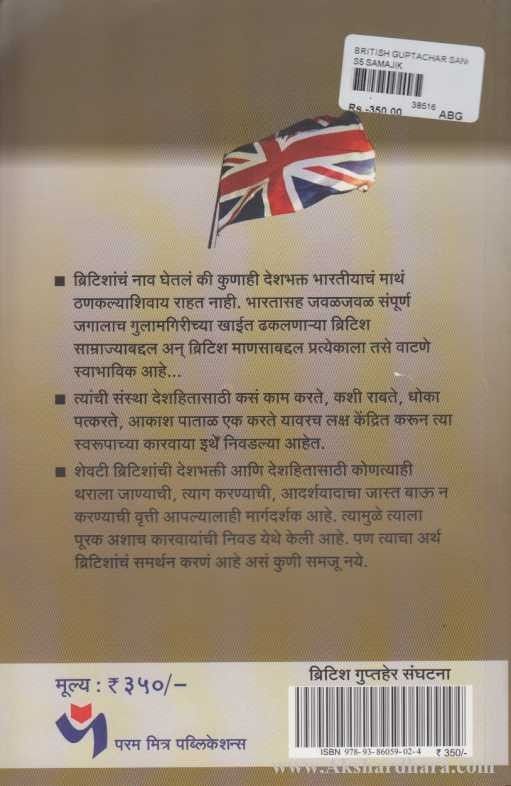 BRITISH GUPTACHAR SAN
S5 SAMAJIK
Rs.-350.00 38516 ABG
■ ब्रिटिशांचं नाव घेतलं की कुणाही देशभक्त भारतीयाचं माथं
ठणकल्याशिवाय राहत नाही. भारतासह जवळजवळ संपूर्ण
जगालाच गुलामगिरीच्या खाईत ढकलणाऱ्या ब्रिटिश
साम्राज्याबद्दल अन् ब्रिटिश माणसाबद्दल प्रत्येकाला तसे वाटणे
स्वाभाविक आहे...
■ त्यांची संस्था देशहितासाठी कसं काम करते, कशी राबते, धोका
पत्करते, आकाश पाताळ एक करते यावरच लक्ष केंद्रित करून त्या
स्वरूपाच्या कारवाया इथें निवडल्या आहेत.
■ शेवटी ब्रिटिशांची देशभक्ती आणि देशहितासाठी कोणत्याही
थराला जाण्याची, त्याग करण्याची, आदर्शवादाचा जास्त बाऊ न
करण्याची वृत्ती आपल्यालाही मार्गदर्शक आहे. त्यामुळे त्याला
पूरक अशाच कारवायांची निवड येथे केली आहे. पण त्याचा अर्थ
ब्रिटिशांचं समर्थन करणं आहे असं कुणी समजू नये.
मूल्य : ₹ ३५०/–
परम मित्र पब्लिकेशन्स
ब्रिटिश गुप्तहेर संघटना
ISBN 978-93-86059-02-4 ₹ 350/-
www.Akshardhara.com